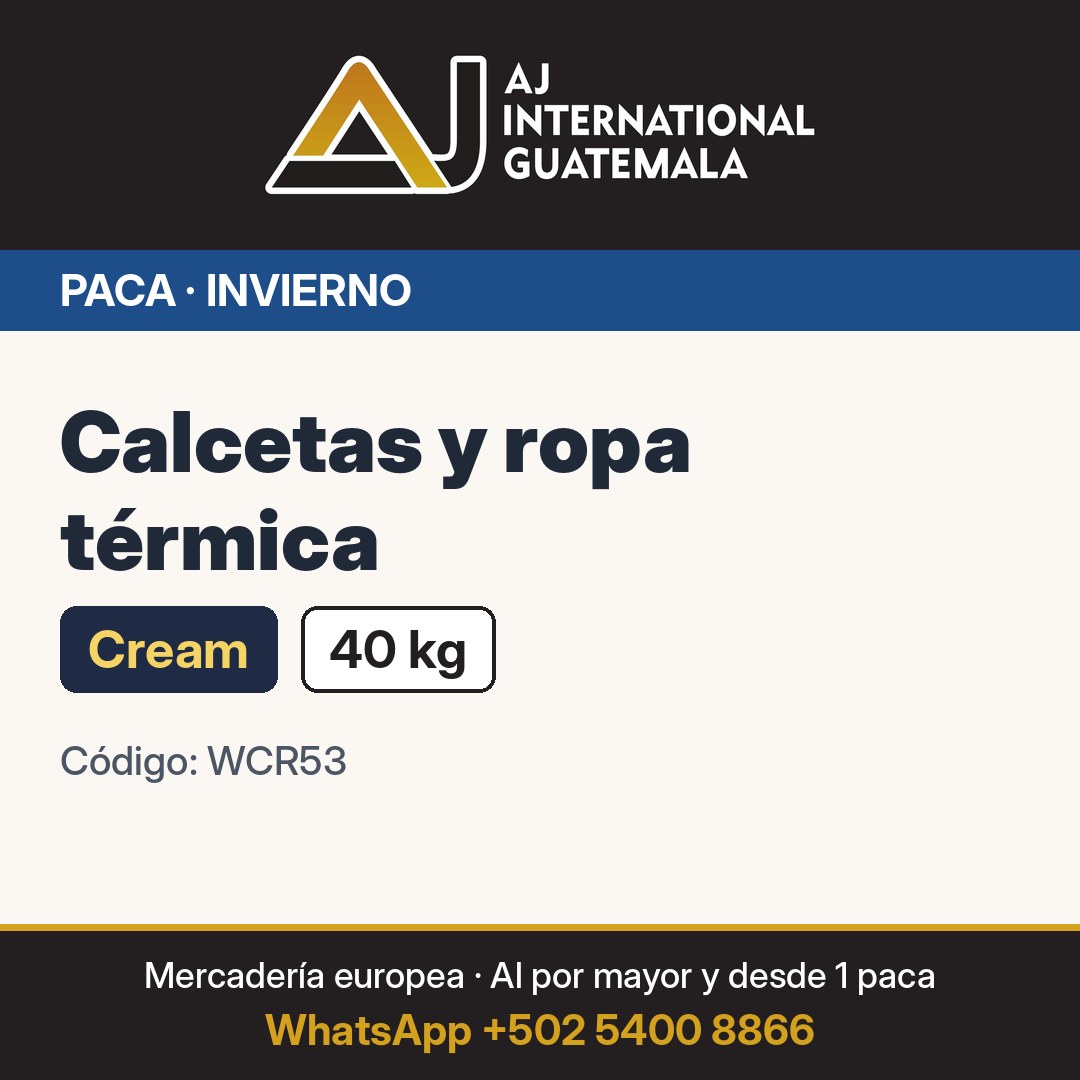 AJ
AJ
INTERNATIONAL
GUATEMALA
PACA · INVIERNO
Calcetas y ropa
térmica
Cream
40 kg
Código: WCR53
Mercadería europea · Al por mayor y desde 1 paca
WhatsApp +502 5400 8866